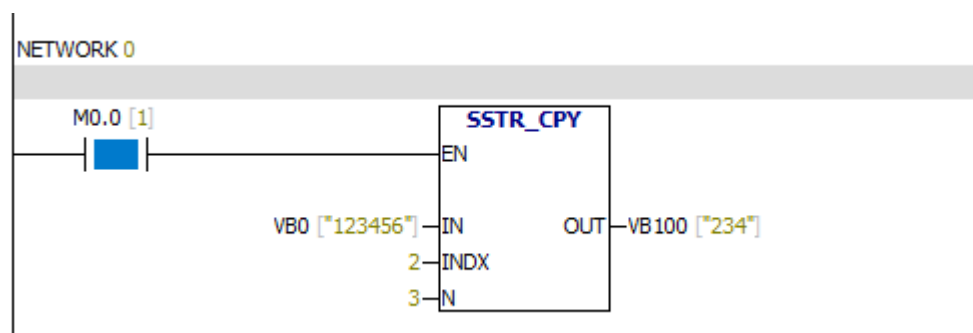 NETWORK 0
M0.0 [1]
SSTR_CPY
EN
VB0 ["123456"] IN OUT VB100 ["234"]
2 INDX
3 N